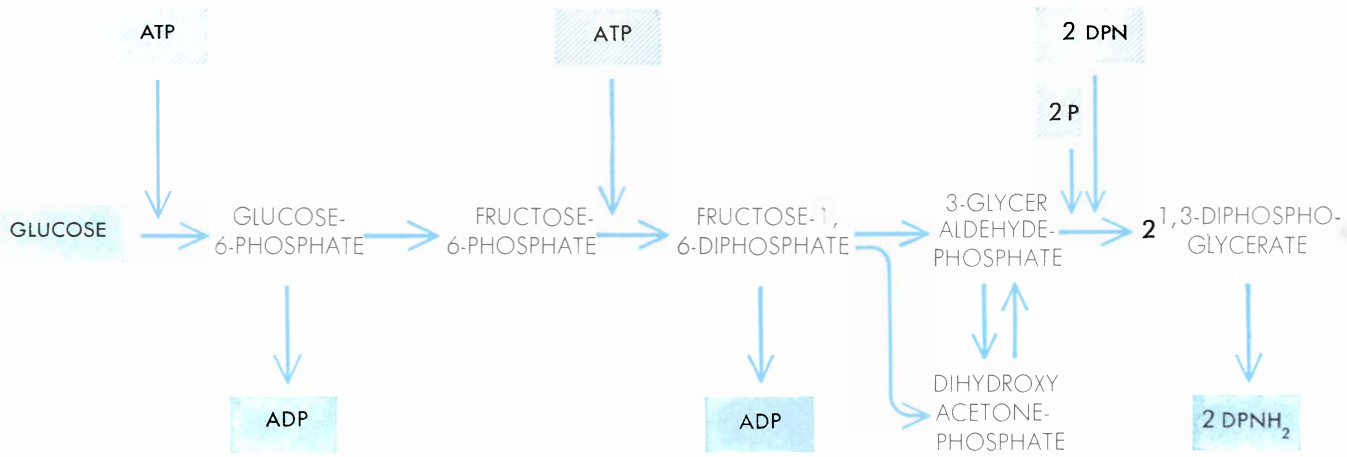 ATP
ATP
2 DPN
2 P
GLUCOSE
GLUCOSE-
6-PHOSPHATE
FRUCTOSE-
6-PHOSPHATE
FRUCTOSE-1,
6-DIPHOSPHATE
3-GLYCER
ALDEHYDE-
PHOSPHATE
2 1,3-DIPHOSPHO-
GLYCERATE
ADP
ADP
DIHYDROXY
ACETONE-
PHOSPHATE
2 DPNH₂